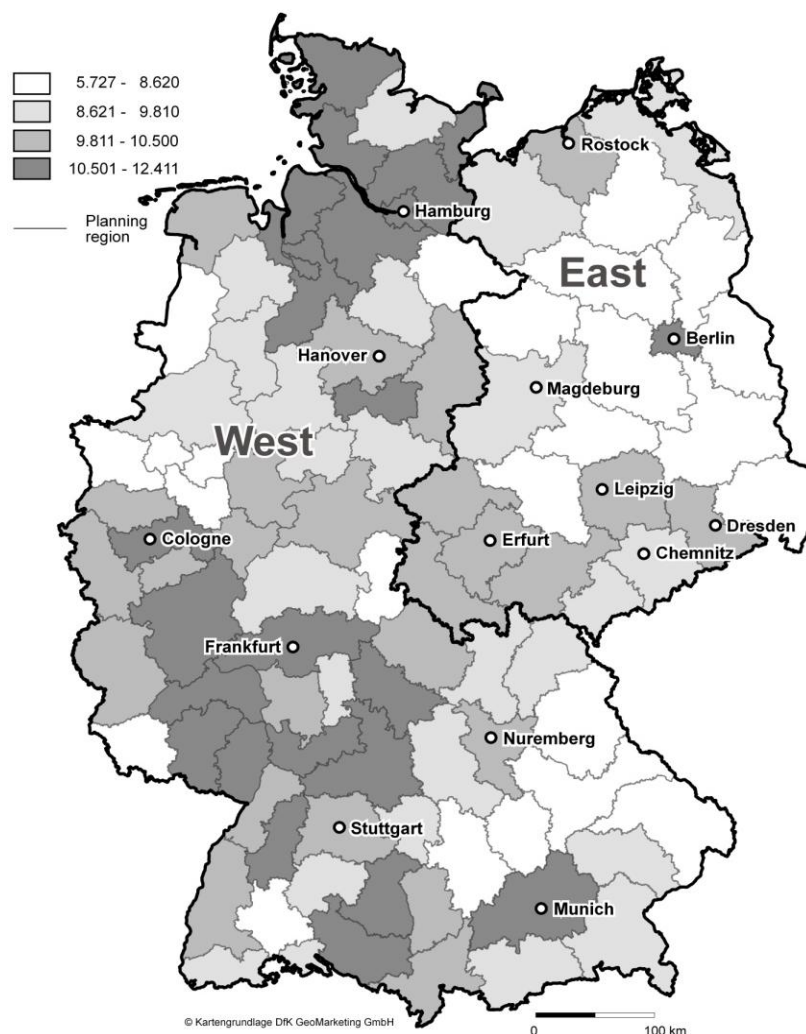 5.727 - 8.620
8.621 - 9.810
9.811 - 10.500
10.501 - 12.411
Planning
region
Rostock
Hamburg
East
Berlin
Hanover
Magdeburg
West
Leipzig
Cologne
Erfurt
Dresden
Chemnitz
Frankfurt
Nuremberg
Stuttgart
Munich
© Kartengrundlage DfK GeoMarketing GmbH
0 100 km